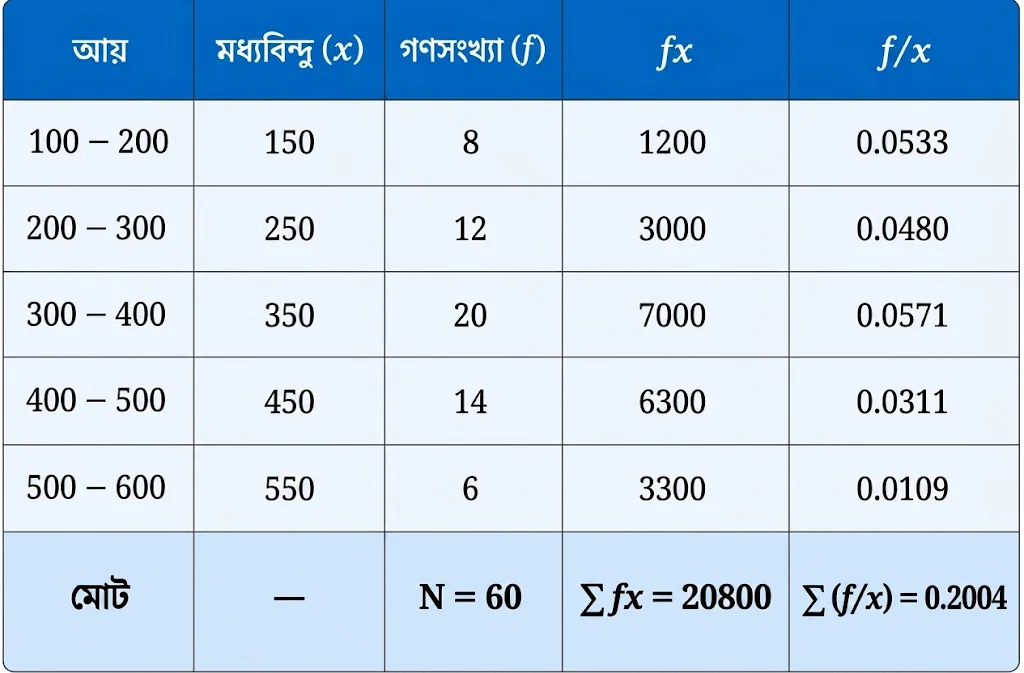 আয় মধ্যবিন্দু (x) গণসংখ্যা (f) fx f/x
100 – 200 150 8 1200 0.0533
200 – 300 250 12 3000 0.0480
300 – 400 350 20 7000 0.0571
400 – 500 450 14 6300 0.0311
500 – 600 550 6 3300 0.0109
মোট — N = 60 ∑fx = 20800 ∑(f/x) = 0.2004